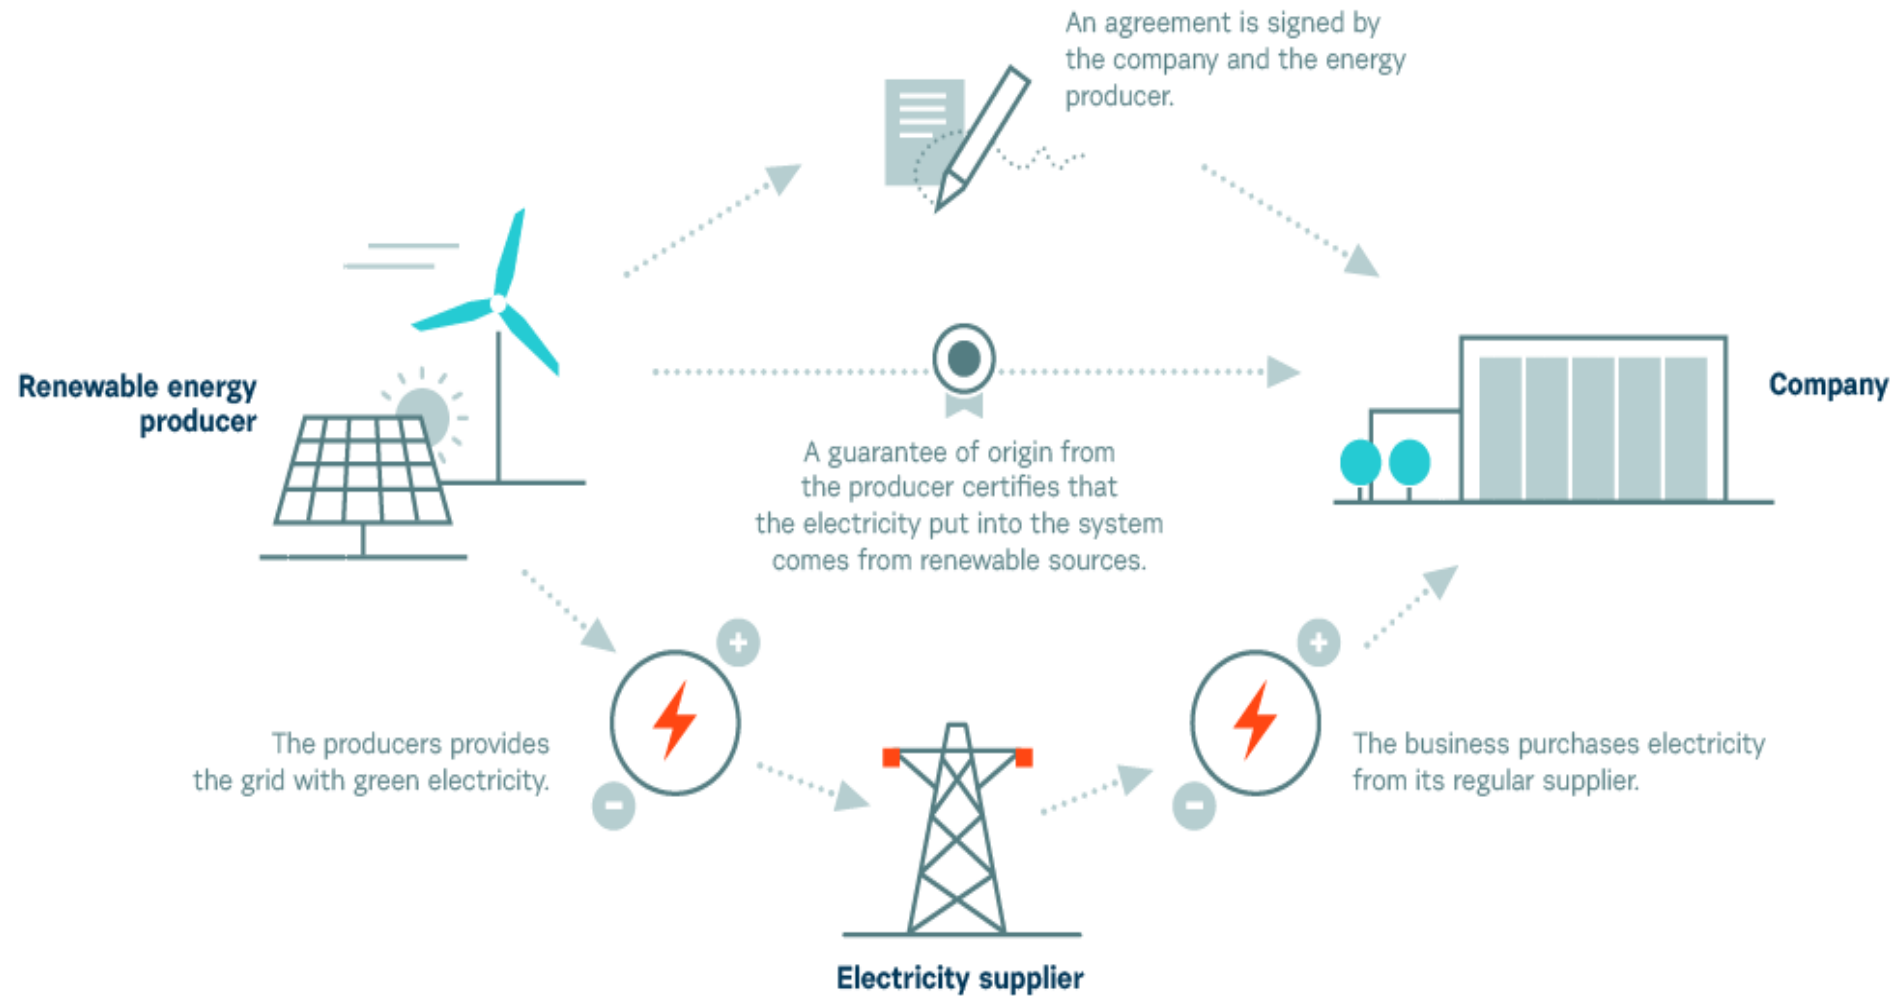 An agreement is signed by
the company and the energy
producer.
Renewable energy
producer
Company
A guarantee of origin from
the producer certifies that
the electricity put into the system
comes from renewable sources.
The producers provides
the grid with green electricity.
The business purchases electricity
from its regular supplier.
Electricity supplier